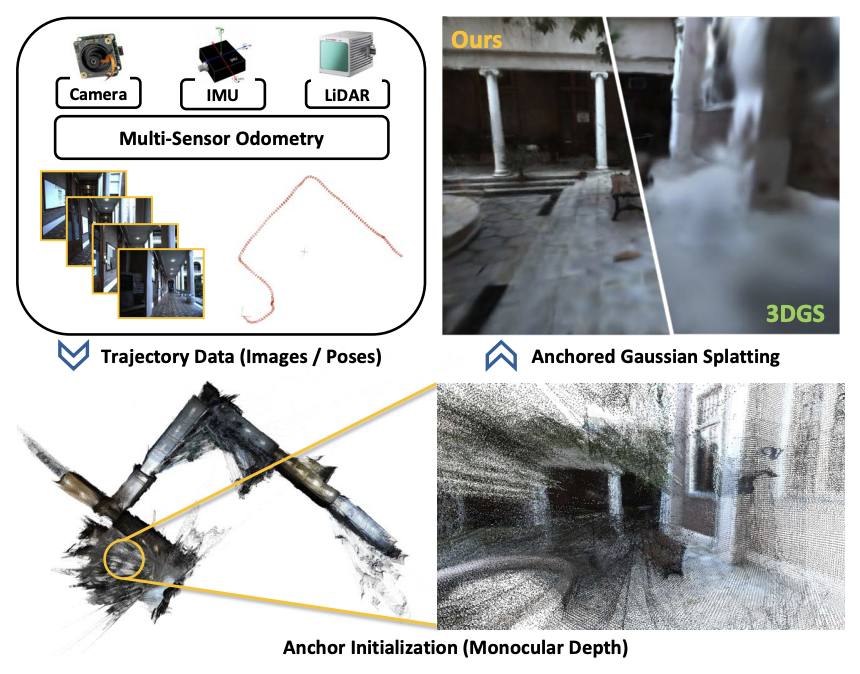 Camera
IMU
LiDAR
Multi-Sensor Odometry
Ours
3DGS
Trajectory Data (Images / Poses)
Anchored Gaussian Splatting
Anchor Initialization (Monocular Depth)